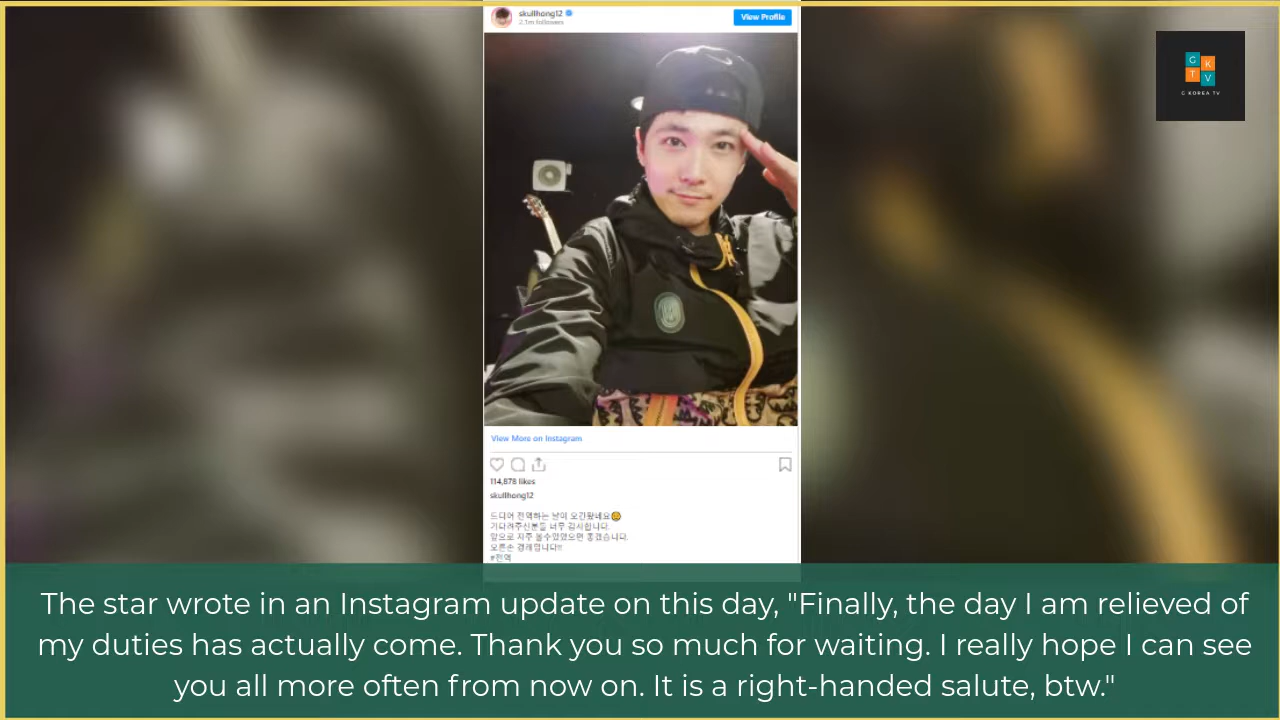 skullhong12
2.1m followers
View Profile
G
K
T
V
G KOREA TV
View More on Instagram
114,878 likes
skullhong12
드디어 전역하는 날이 오긴왔네요
기다려주신분들 너무 감사합니다.
앞으로 자주 볼수있었으면 좋겠습니다.
오른손 경례입니다!!
#전역
The star wrote in an Instagram update on this day, "Finally, the day I am relieved of
my duties has actually come. Thank you so much for waiting. I really hope I can see
you all more often from now on. It is a right-handed salute, btw."